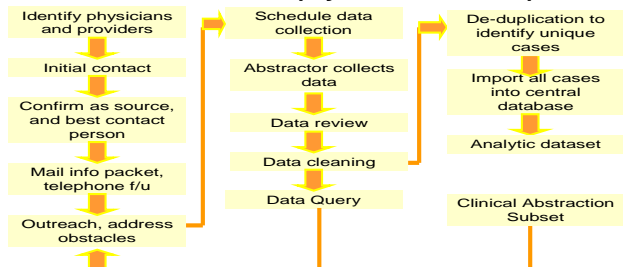 Identify physicians
and providers
Initial contact
Confirm as source,
and best contact
person
Mail info packet,
telephone f/u
Outreach, address
obstacles
Schedule data
collection
Abstractor collects
data
Data review
Data cleaning
Data Query
De-duplication to
identify unique
cases
Import all cases
into central
database
Analytic dataset
Clinical Abstraction
Subset